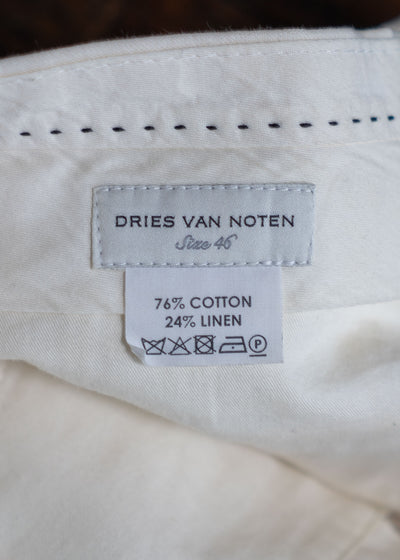 DRIES VAN NOTEN
Size 46
76% COTTON
24% LINEN
P